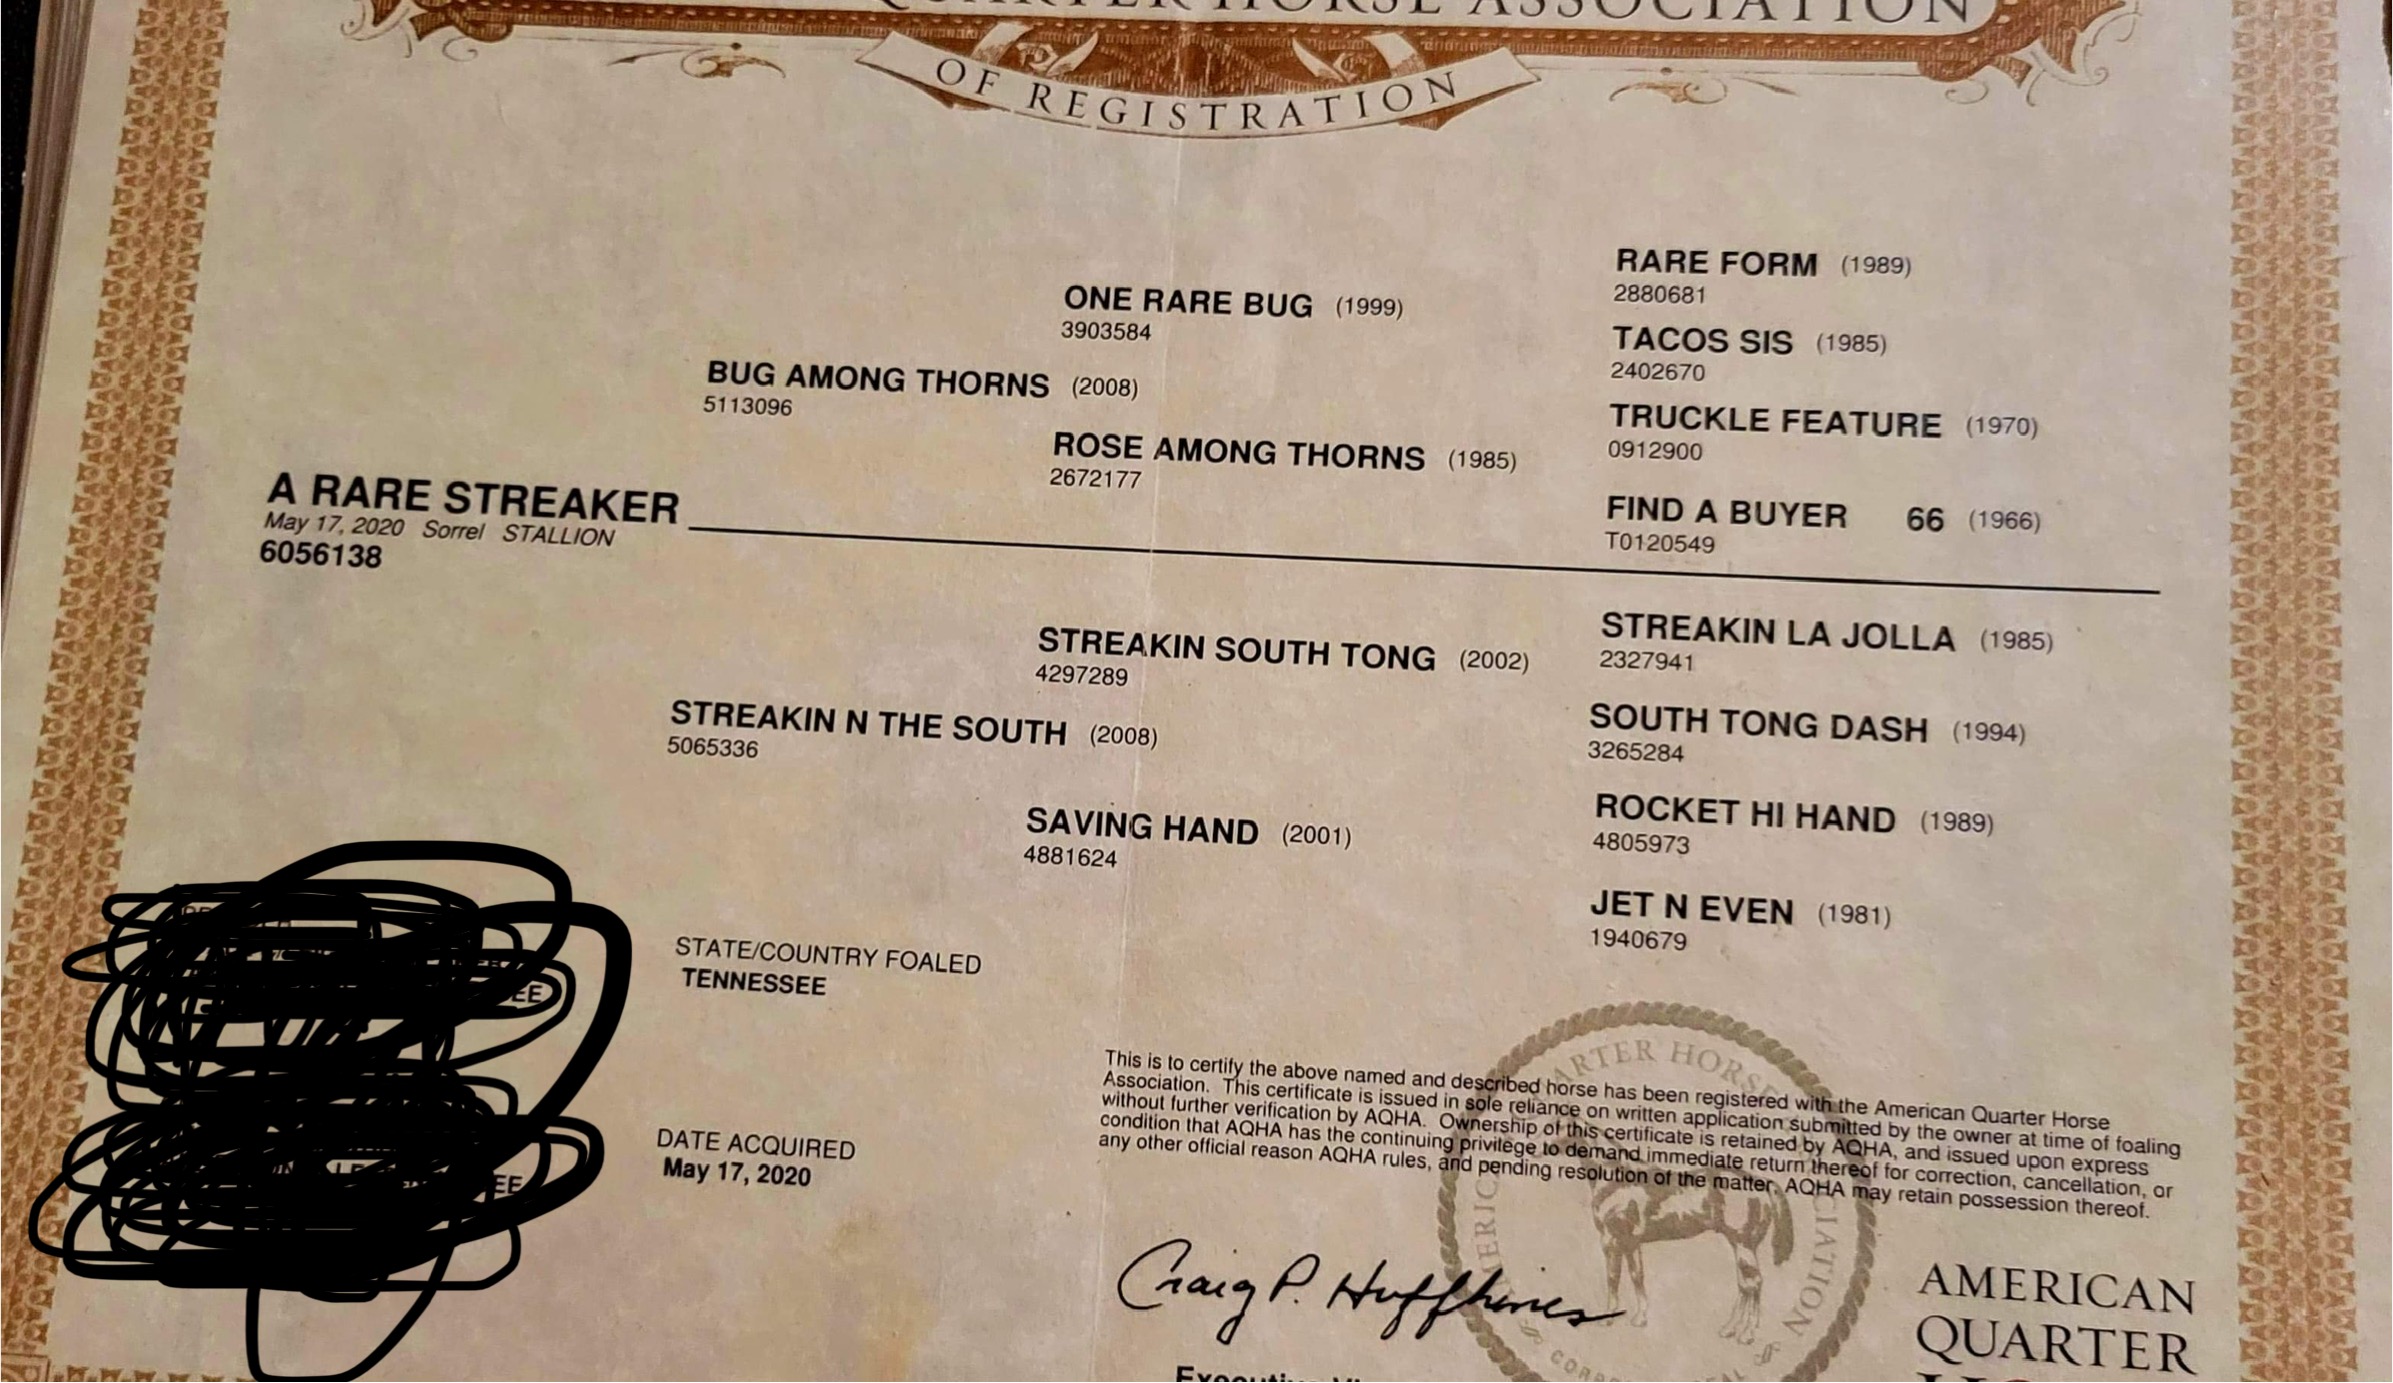 QUARTER HORSE ASSOCIATION
OF REGISTRATION
RARE FORM (1989)
2880681
ONE RARE BUG (1999)
3903584
TACOS SIS (1985)
2402670
BUG AMONG THORNS (2008)
5113096
TRUCKLE FEATURE (1970)
0912900
ROSE AMONG THORNS (1985)
2672177
A RARE STREAKER
May 17, 2020 Sorrel STALLION
6056138
FIND A BUYER 66 (1966)
T0120549
STREAKIN LA JOLLA (1985)
2327941
STREAKIN SOUTH TONG (2002)
4297289
STREAKIN N THE SOUTH (2008)
5065336
SOUTH TONG DASH (1994)
3265284
SAVING HAND (2001)
4881624
ROCKET HI HAND (1989)
4805973
JET N EVEN (1981)
1940679
STATE/COUNTRY FOALED
TENNESSEE
DATE ACQUIRED
May 17, 2020
This is to certify the above named and described horse has been registered with the American Quarter Horse
Association. This certificate is issued in sole reliance on written application submitted by the owner at time of foaling
without further verification by AQHA. Ownership of this certificate is retained by AQHA, and issued upon express
condition that AQHA has the continuing privilege to demand immediate return thereof for correction, cancellation, or
any other official reason AQHA rules, and pending resolution of the matter, AQHA may retain possession thereof.
Craig P. Huffhines
AMERICAN
QUARTER